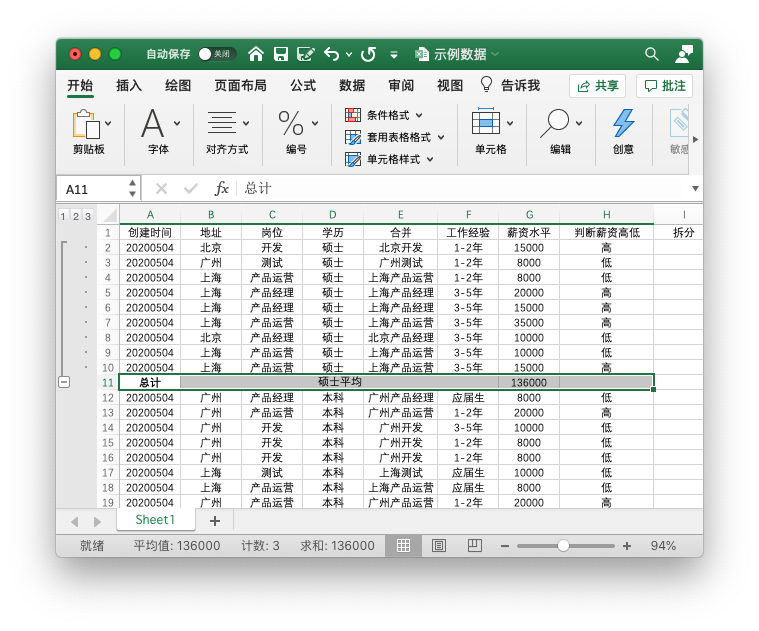 自动保存 关闭 示例数据
开始 插入 绘图 页面布局 公式 数据 审阅 视图 告诉我 共享 批注
剪贴板 字体 对齐方式 % 编号 条件格式 套用表格格式 单元格样式 单元格 编辑 创意 敏感
A11 fx 总计
1 2 3 A B C D E F G H I
1 创建时间 地址 岗位 学历 合并 工作经验 薪资水平 判断薪资高低 拆分
2 20200504 北京 开发 硕士 北京开发 1-2年 15000 高
3 20200504 广州 测试 硕士 广州测试 1-2年 8000 低
4 20200504 上海 产品运营 硕士 上海产品运营 1-2年 8000 低
5 20200504 上海 产品经理 硕士 上海产品经理 3-5年 20000 高
6 20200504 上海 产品经理 硕士 上海产品经理 3-5年 15000 高
7 20200504 上海 产品运营 硕士 上海产品运营 3-5年 35000 高
8 20200504 北京 产品经理 硕士 北京产品经理 3-5年 10000 低
9 20200504 上海 产品运营 硕士 上海产品运营 3-5年 10000 低
10 20200504 上海 产品运营 硕士 上海产品运营 3-5年 15000 高
11 总计 硕士平均 136000
12 20200504 广州 产品经理 本科 广州产品经理 应届生 8000 低
13 20200504 广州 产品运营 本科 广州产品运营 1-2年 20000 高
14 20200504 广州 开发 本科 广州开发 3-5年 10000 低
15 20200504 广州 开发 本科 广州开发 1-2年 8000 低
16 20200504 广州 开发 本科 广州开发 1-2年 8000 低
17 20200504 上海 测试 本科 上海测试 应届生 10000 低
18 20200504 上海 产品运营 本科 上海产品运营 应届生 8000 低
19 20200504 广州 产品运营 本科 广州产品运营 1-2年 20000 高
Sheet1 +
就绪 平均值: 136000 计数: 3 求和: 136000 94%